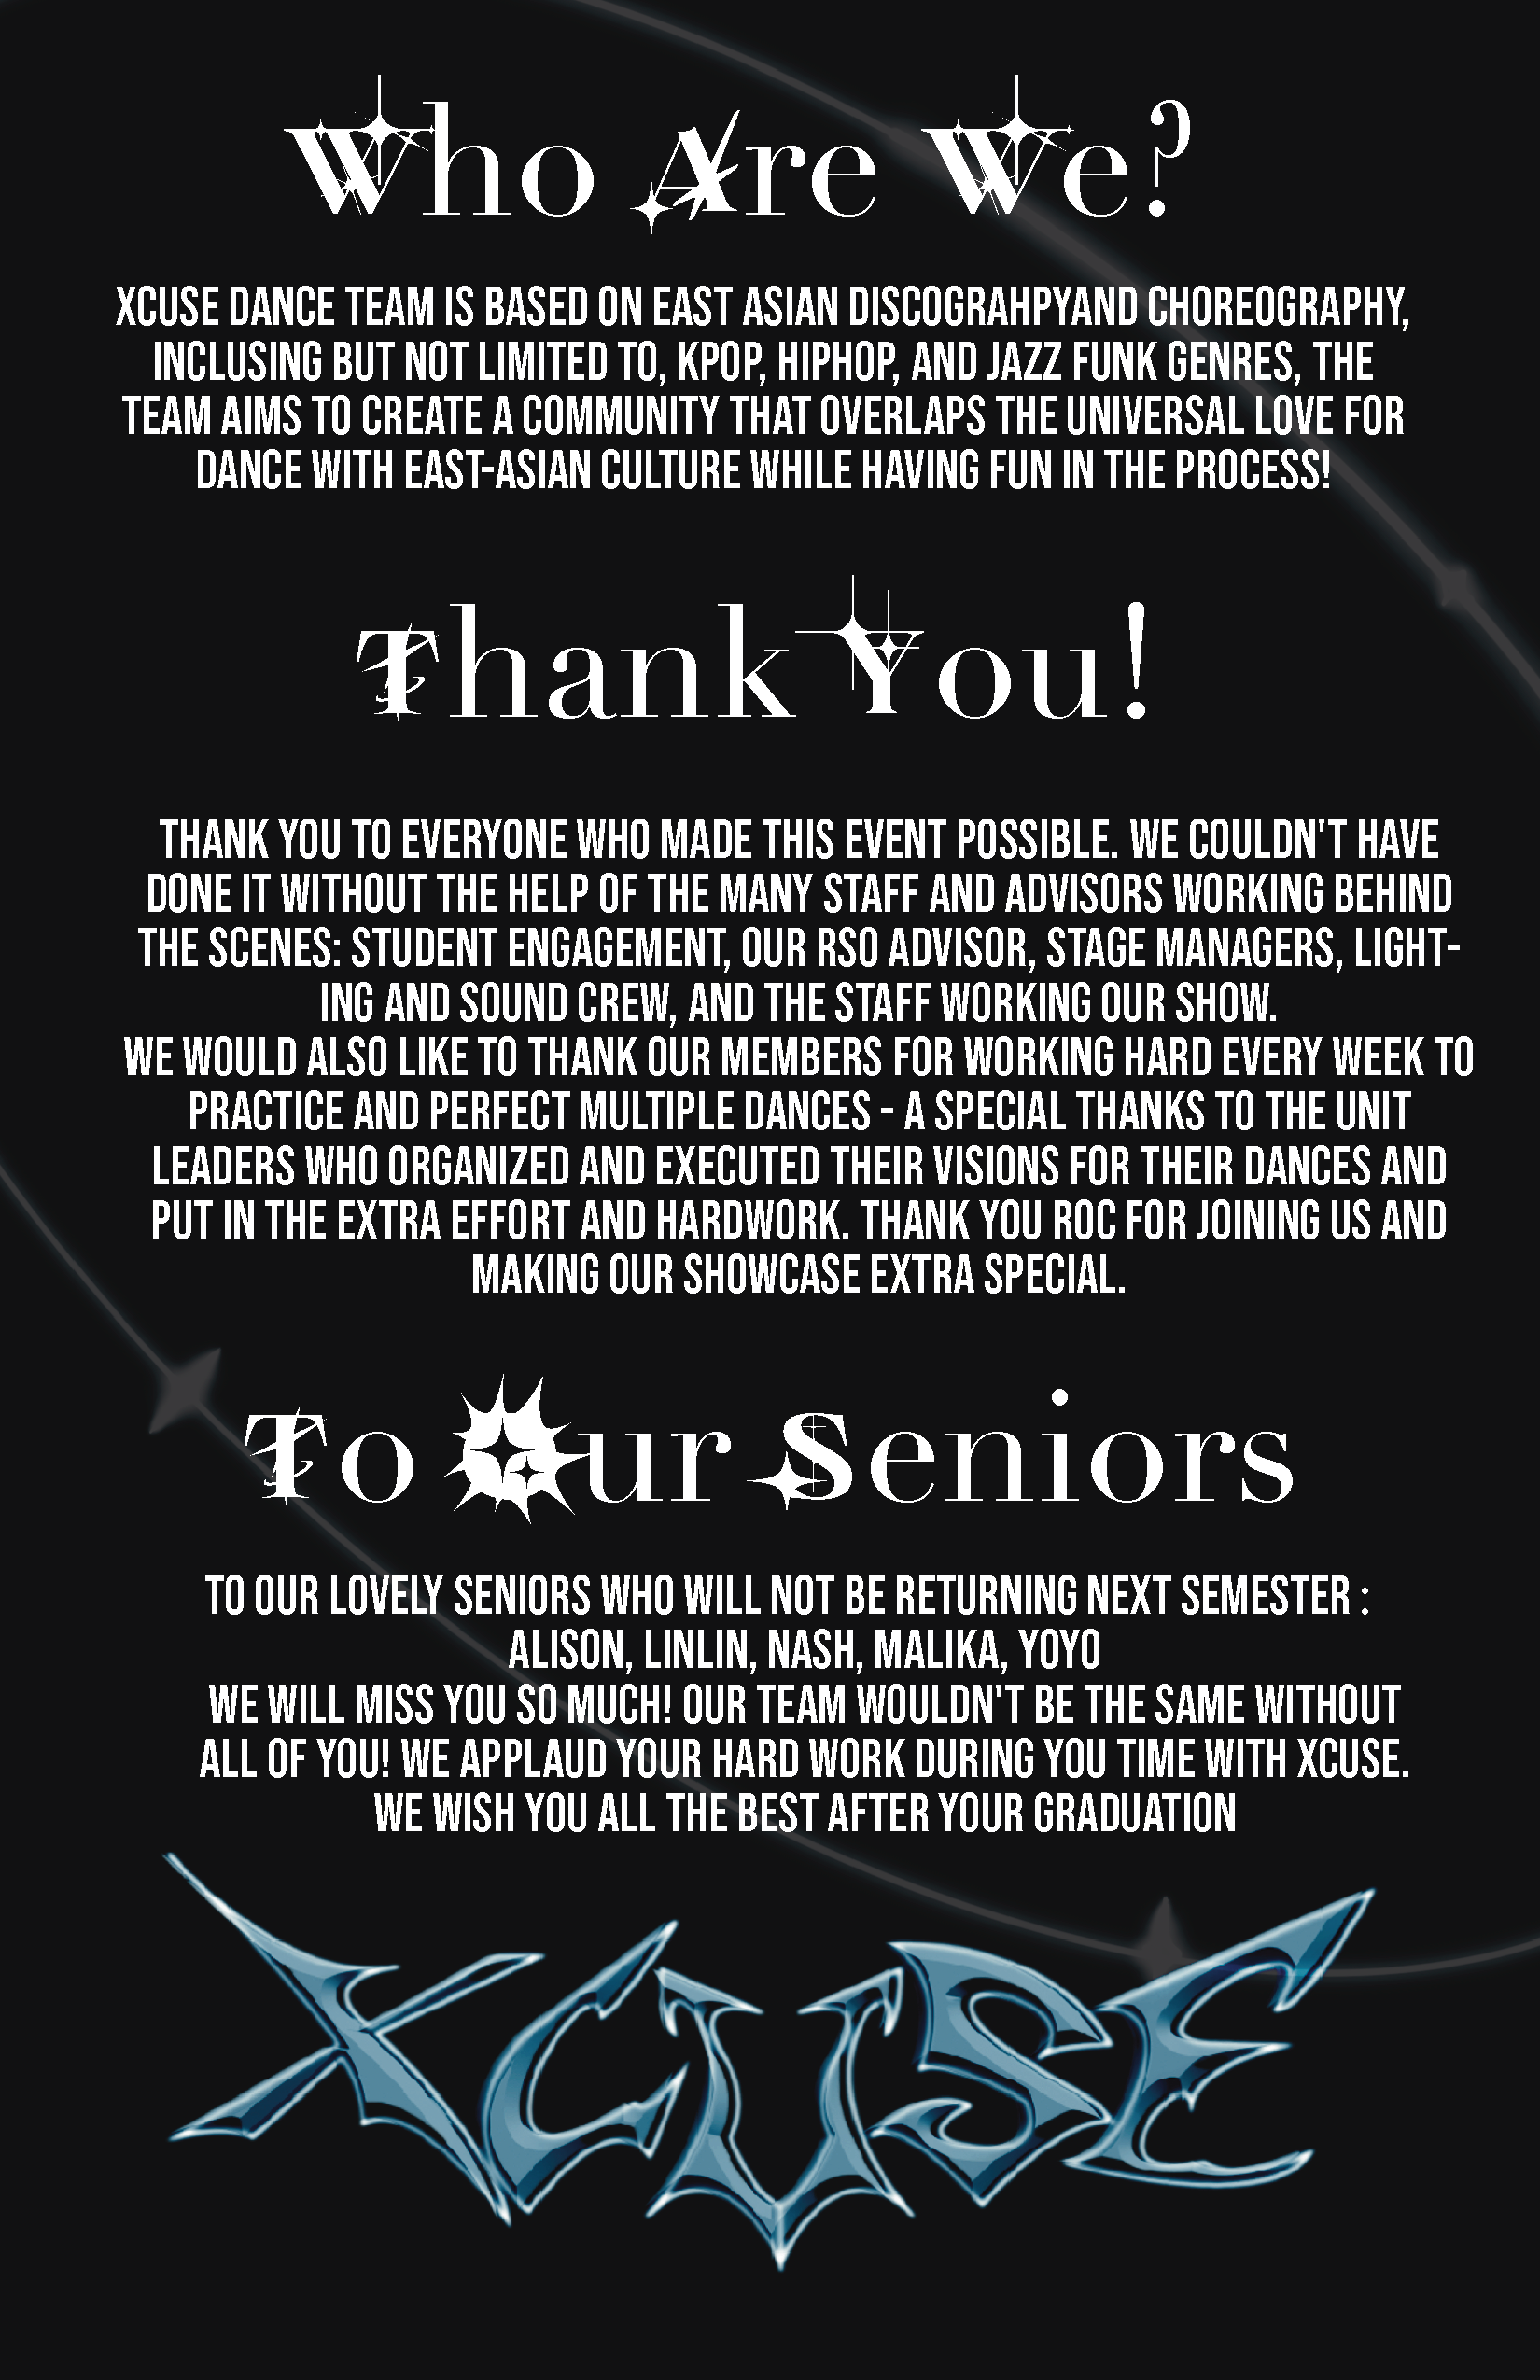 Who Are We?
XCUSE DANCE TEAM IS BASED ON EAST ASIAN DISCOGRAHPYAND CHOREOGRAPHY,
INCLUSING BUT NOT LIMITED TO, KPOP, HIPHOP, AND JAZZ FUNK GENRES, THE
TEAM AIMS TO CREATE A COMMUNITY THAT OVERLAPS THE UNIVERSAL LOVE FOR
DANCE WITH EAST-ASIAN CULTURE WHILE HAVING FUN IN THE PROCESS!
Thank You!
THANK YOU TO EVERYONE WHO MADE THIS EVENT POSSIBLE. WE COULDN'T HAVE
DONE IT WITHOUT THE HELP OF THE MANY STAFF AND ADVISORS WORKING BEHIND
THE SCENES: STUDENT ENGAGEMENT, OUR RSO ADVISOR, STAGE MANAGERS, LIGHT-
ING AND SOUND CREW, AND THE STAFF WORKING OUR SHOW.
WE WOULD ALSO LIKE TO THANK OUR MEMBERS FOR WORKING HARD EVERY WEEK TO
PRACTICE AND PERFECT MULTIPLE DANCES - A SPECIAL THANKS TO THE UNIT
LEADERS WHO ORGANIZED AND EXECUTED THEIR VISIONS FOR THEIR DANCES AND
PUT IN THE EXTRA EFFORT AND HARDWORK. THANK YOU ROC FOR JOINING US AND
MAKING OUR SHOWCASE EXTRA SPECIAL.
To Our Seniors
TO OUR LOVELY SENIORS WHO WILL NOT BE RETURNING NEXT SEMESTER :
ALISON, LINLIN, NASH, MALIKA, YOYO
WE WILL MISS YOU SO MUCH! OUR TEAM WOULDN'T BE THE SAME WITHOUT
ALL OF YOU! WE APPLAUD YOUR HARD WORK DURING YOU TIME WITH XCUSE.
WE WISH YOU ALL THE BEST AFTER YOUR GRADUATION
XCUSE